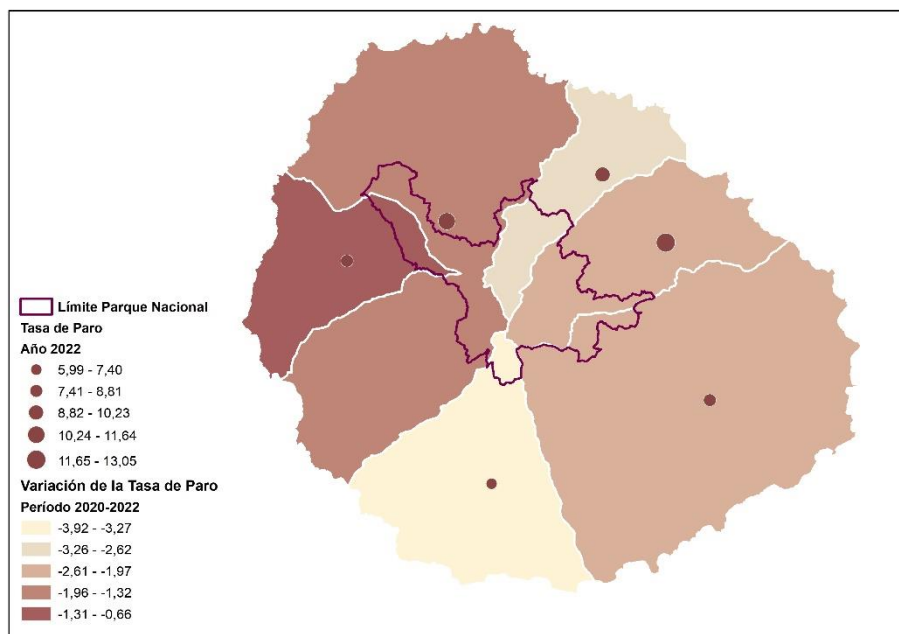 Límite Parque Nacional
Tasa de Paro
Año 2022
5,99 - 7,40
7,41 - 8,81
8,82 - 10,23
10,24 - 11,64
11,65 - 13,05
Variación de la Tasa de Paro
Período 2020-2022
-3,92 - -3,27
-3,26 - -2,62
-2,61 - -1,97
-1,96 - -1,32
-1,31 - -0,66